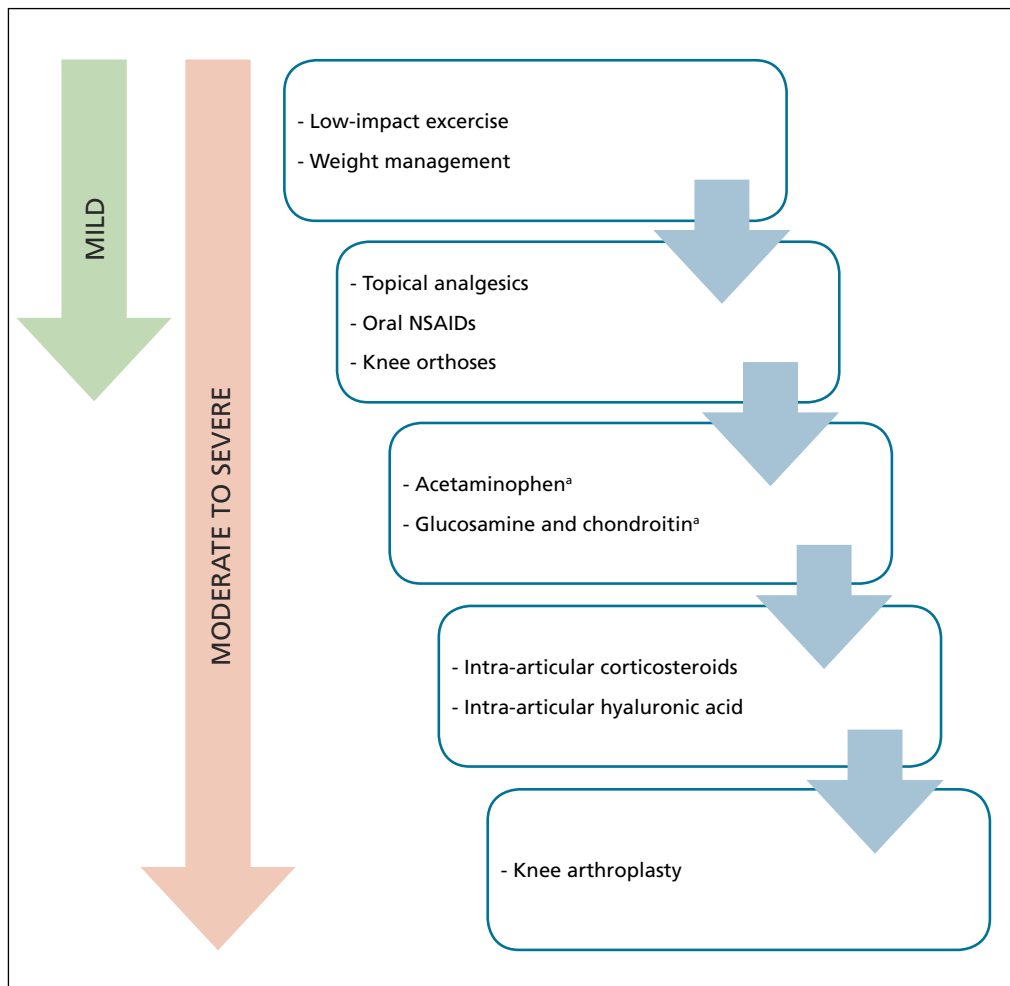 MILD
MODERATE TO SEVERE
- Low-impact excercise
- Weight management
- Topical analgesics
- Oral NSAIDs
- Knee orthoses
- Acetaminophenᵃ
- Glucosamine and chondroitinᵃ
- Intra-articular corticosteroids
- Intra-articular hyaluronic acid
- Knee arthroplasty